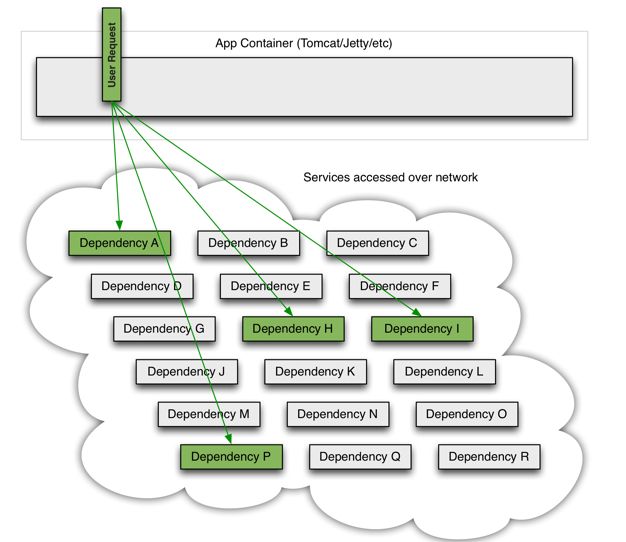 User Request
App Container (Tomcat/Jetty/etc)
Services accessed over network
Dependency A
Dependency B
Dependency C
Dependency D
Dependency E
Dependency F
Dependency G
Dependency H
Dependency I
Dependency J
Dependency K
Dependency L
Dependency M
Dependency N
Dependency O
Dependency P
Dependency Q
Dependency R